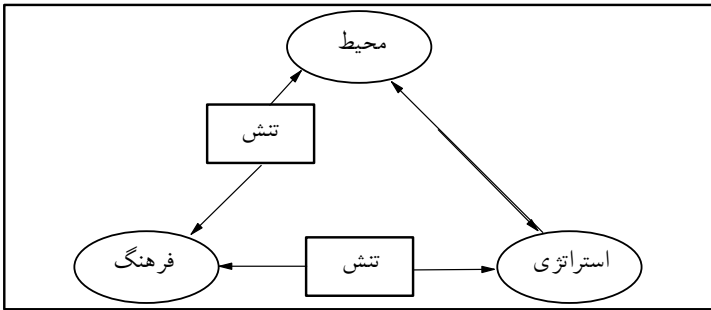 محیط
تنش
فرهنگ
تنش
استراتژی